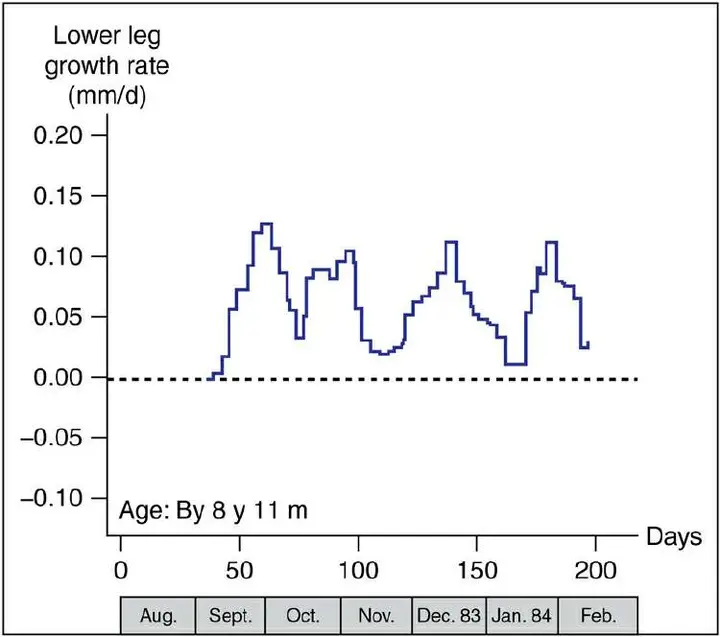 Lower leg
growth rate
(mm/d)
0.20
0.15
0.10
0.05
0.00
−0.05
−0.10
Age: By 8 y 11 m
Days
0 50 100 150 200
Aug. Sept. Oct. Nov. Dec. 83 Jan. 84 Feb.